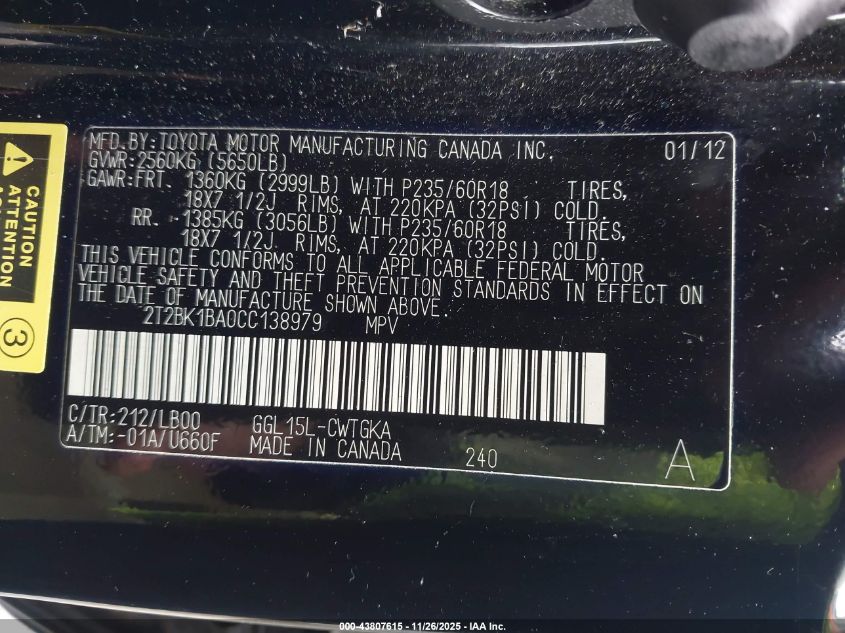 MFD.BY:TOYOTA MOTOR MANUFACTURING CANADA INC. 01/12
GVWR:2560KG (5650LB)
GAWR:FRT. 1360KG (2999LB) WITH P235/60R18 TIRES,
18X7 1/2J RIMS, AT 220KPA (32PSI) COLD.
RR. 1385KG (3056LB) WITH P235/60R18 TIRES,
18X7 1/2J RIMS, AT 220KPA (32PSI) COLD.
THIS VEHICLE CONFORMS TO ALL APPLICABLE FEDERAL MOTOR
VEHICLE SAFETY AND THEFT PREVENTION STANDARDS IN EFFECT ON
THE DATE OF MANUFACTURE SHOWN ABOVE.
2T2BK1BA0CC138979 MPV
C/TR:212/LB00 GGL15L-CWTGKA
A/TM:-01A/U660F MADE IN CANADA 240 A
CAUTION
ATTENTION
3
000-43807615 - 11/26/2025 - IAA Inc.